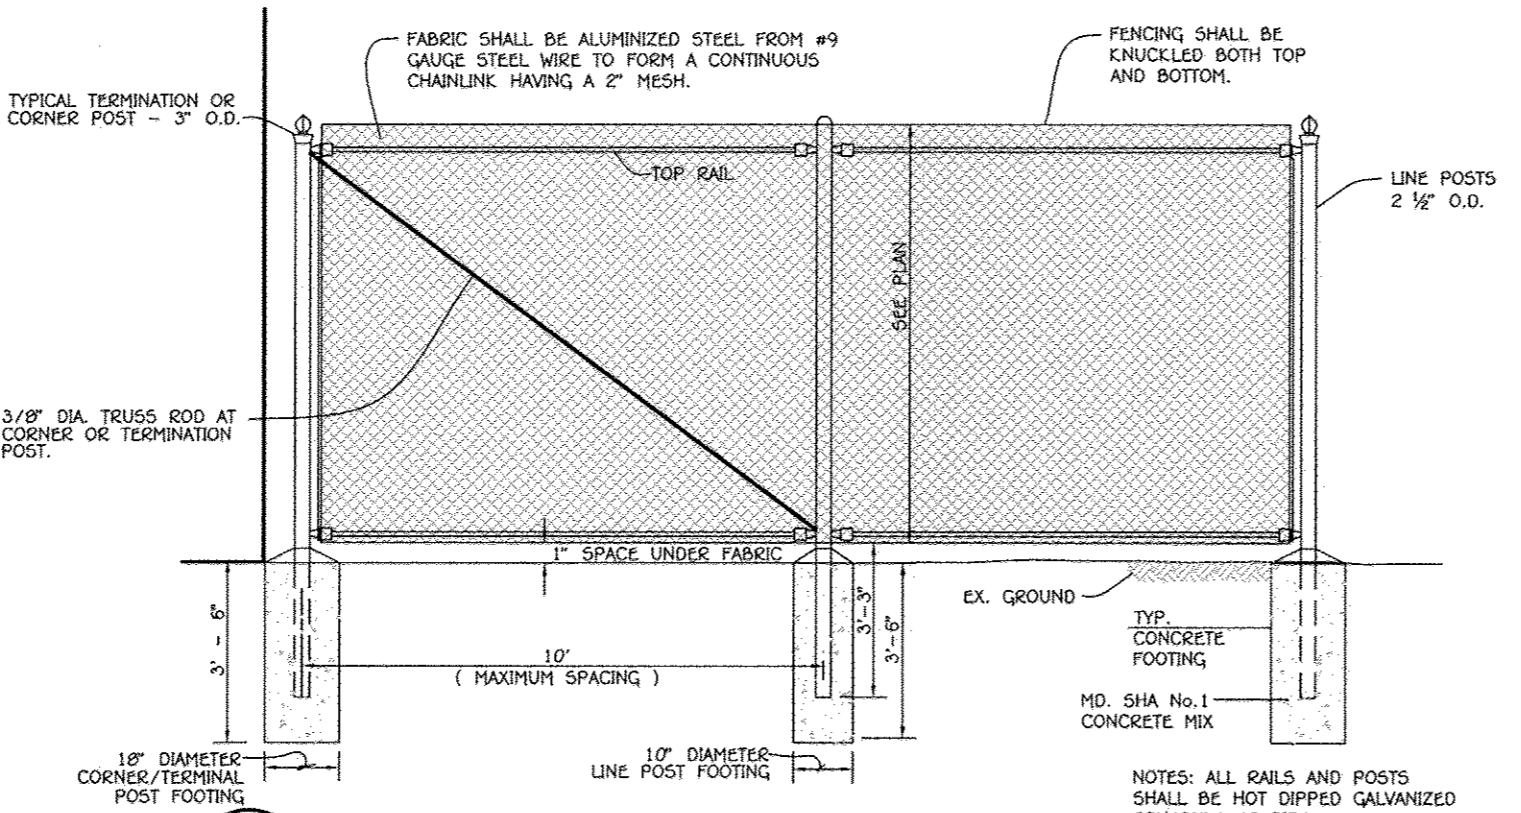 FABRIC SHALL BE ALUMINIZED STEEL FROM #9
GAUGE STEEL WIRE TO FORM A CONTINUOUS
CHAINLINK HAVING A 2" MESH.
FENCING SHALL BE
KNUCKLED BOTH TOP
AND BOTTOM.
TYPICAL TERMINATION OR
CORNER POST - 3" O.D.
TOP RAIL
LINE POSTS
2 ½" O.D.
SEE PLAN
3/8" DIA. TRUSS ROD AT
CORNER OR TERMINATION
POST.
1" SPACE UNDER FABRIC
3' - 6"
10'
( MAXIMUM SPACING )
3'-3"
3'-6"
EX. GROUND
TYP.
CONCRETE
FOOTING
MD. SHA No.1
CONCRETE MIX
18" DIAMETER
CORNER/TERMINAL
POST FOOTING
10" DIAMETER
LINE POST FOOTING
NOTES: ALL RAILS AND POSTS
SHALL BE HOT DIPPED GALVANIZED